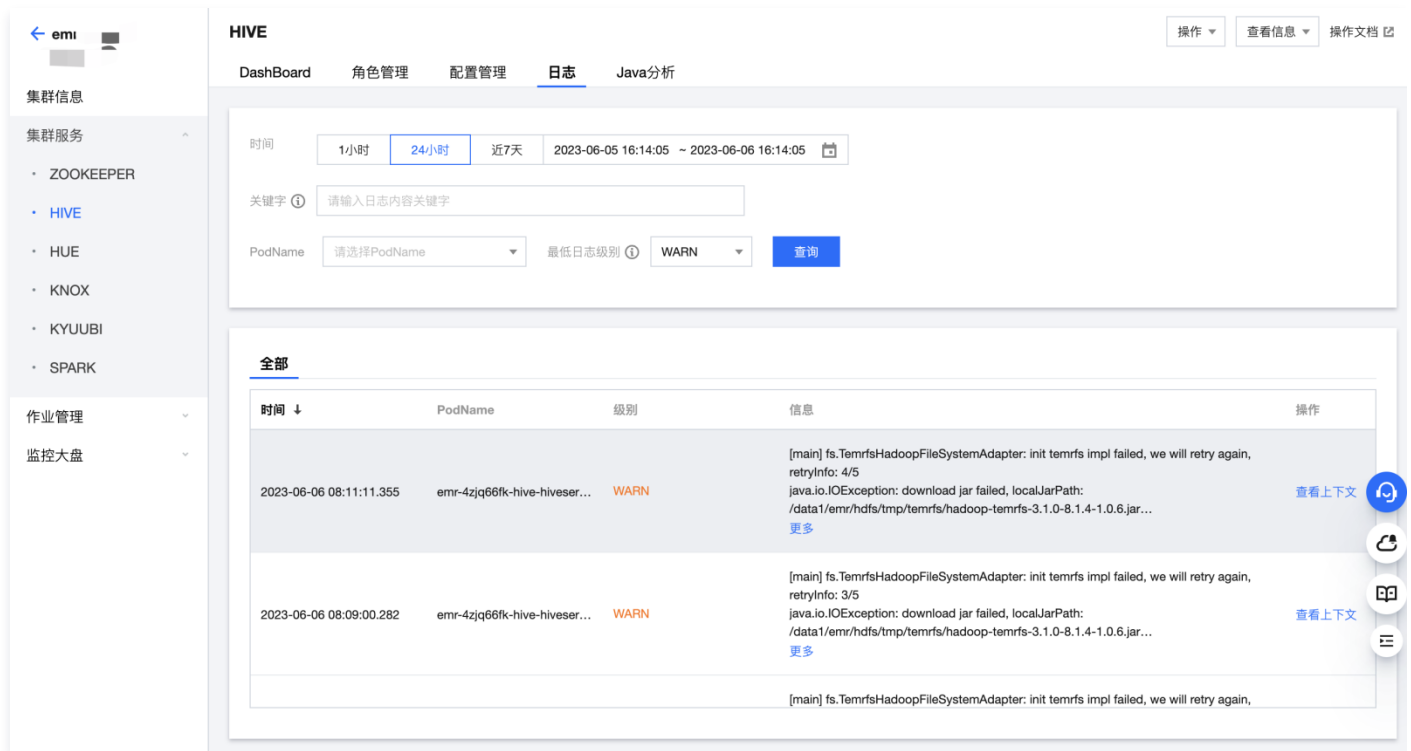 emr
HIVE
操作
查看信息
操作文档
DashBoard
角色管理
配置管理
日志
Java分析
集群信息
集群服务
ZOOKEEPER
HIVE
HUE
KNOX
KYUUBI
SPARK
作业管理
监控大盘
时间
1小时
24小时
近7天
2023-06-05 16:14:05 ~ 2023-06-06 16:14:05
关键字
请输入日志内容关键字
PodName
请选择PodName
最低日志级别
WARN
查询
全部
时间
PodName
级别
信息
操作
2023-06-06 08:11:11.355
emr-4zjq66fk-hive-hiveser...
WARN
[main] fs.TemrfsHadoopFileSystemAdapter: init temrfs impl failed, we will retry again,
retryInfo: 4/5
java.io.IOException: download jar failed, localJarPath:
/data1/emr/hdfs/tmp/temrfs/hadoop-temrfs-3.1.0-8.1.4-1.0.6.jar...
更多
查看上下文
2023-06-06 08:09:00.282
emr-4zjq66fk-hive-hiveser...
WARN
[main] fs.TemrfsHadoopFileSystemAdapter: init temrfs impl failed, we will retry again,
retryInfo: 3/5
java.io.IOException: download jar failed, localJarPath:
/data1/emr/hdfs/tmp/temrfs/hadoop-temrfs-3.1.0-8.1.4-1.0.6.jar...
更多
查看上下文
[main] fs.TemrfsHadoopFileSystemAdapter: init temrfs impl failed, we will retry again,